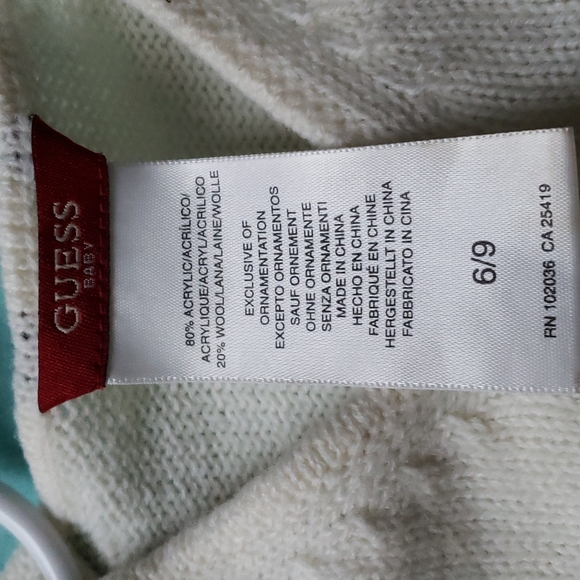 GUESS
BABY
80% ACRYLIC/ACRÍLICO/
ACRYLIQUE/ACRYL/ACRILICO
20% WOOL/LANA/LAINE/WOLLE
EXCLUSIVE OF
ORNAMENTATION
EXCEPTO ORNAMENTOS
SAUF ORNEMENT
OHNE ORNAMENTE
SENZA ORNAMENTI
MADE IN CHINA
HECHO EN CHINA
FABRIQUÉ EN CHINE
HERGESTELLT IN CHINA
FABBRICATO IN CINA
6/9
RN 102036 CA 25419